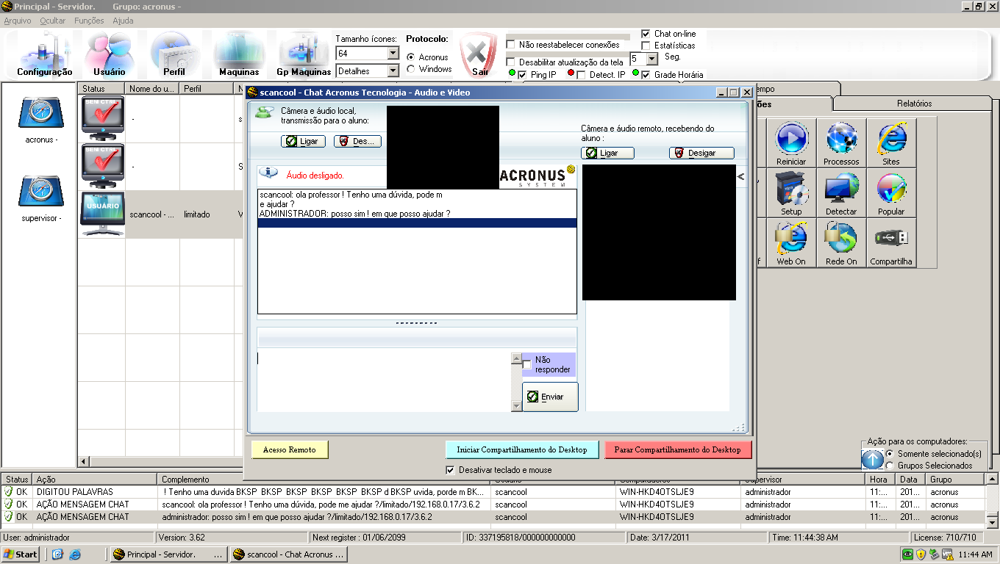 Principal - Servidor. Grupo: acronus -
Arquivo Ocultar Funções Ajuda
Configuração
Usuário
Perfil
Maquinas
Gp Maquinas
Tamanho ícones:
64
Detalhes
Protocolo:
Acronus
Windows
Sair
Não reestabelecer conexões
Desabilitar atualização da tela
5 Seg.
Ping IP Detect. IP Grade Horária
Chat on-line
Estatísticas
acronus -
supervisor -
Status Nome do u... Perfil
SEM CTRL
-
SEM CTRL
-
USUÁRIO
scancool - ... limitado
scancool - Chat Acronus Tecnologia - Audio e Video
Câmera e áudio local,
transmissão para o aluno:
Ligar Des...
Câmera e áudio remoto, recebendo do
aluno :
Ligar Desigar
Áudio desligado.
ACRONUS
SYSTEM
scancool: ola professor ! Tenho uma dúvida, pode m
e ajudar ?
ADMINISTRADOR: posso sim ! em que posso ajudar ?
<
Não
responder
Enviar
Acesso Remoto
Iniciar Compartilhamento do Desktop
Parar Compartilhamento do Desktop
Desativar teclado e mouse
Relatórios
Reiniciar Processos Sites
Setup Detectar Popular
Web On Rede On Compartilha
Ação para os computadores:
Somente selecionado(s)
Grupos Selecionados
Status Ação Complemento Hora Data Grupo
OK DIGITOU PALAVRAS ! Tenho uma duvida BKSP BKSP BKSP BKSP BKSP BKSP d BKSP uvida, porde m BK... scancool WIN-HKD4OTSLJE9 administrador 11:... 201... acronus
OK AÇÃO MENSAGEM CHAT scancool: ola professor ! Tenho uma dúvida, pode me ajudar ?/limitado/192.168.0.17/3.6.2 scancool WIN-HKD4OTSLJE9 administrador 11:... 201... acronus
OK AÇÃO MENSAGEM CHAT administrador: posso sim ! em que posso ajudar ?/limitado/192.168.0.17/3.6.2 scancool WIN-HKD4OTSLJE9 administrador 11:... 201... acronus
User: administrador Version: 3.62 Next register : 01/06/2099 ID: 337195818/000000000000 Date: 3/17/2011 Time: 11:44:38 AM License: 710/710
Start Principal - Servidor. ... scancool - Chat Acronus ... 11:44 AM